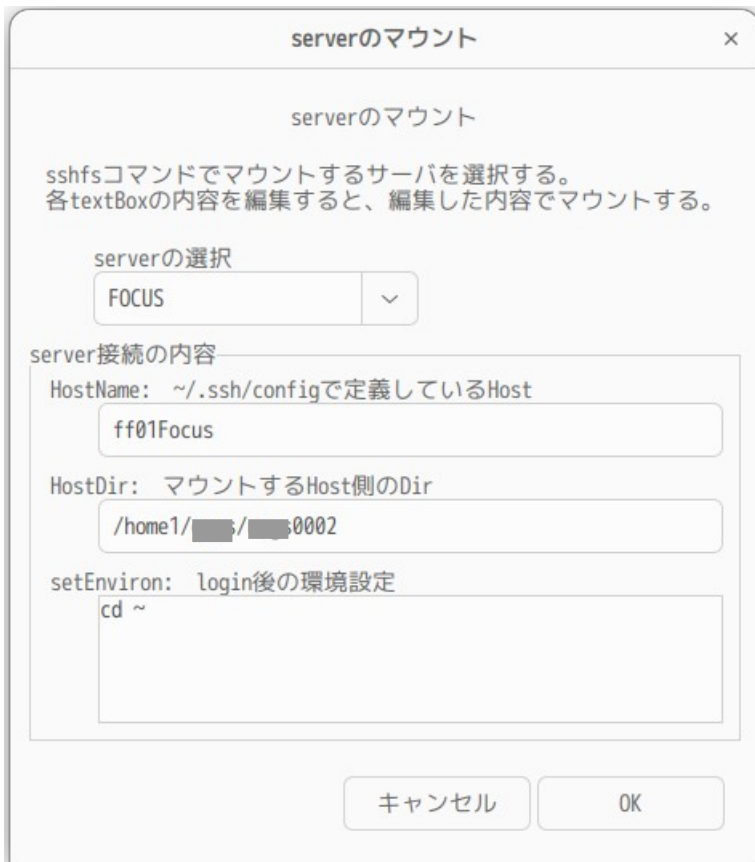 serverのマウント ×
serverのマウント
sshfsコマンドでマウントするサーバを選択する。
各textBoxの内容を編集すると、編集した内容でマウントする。
serverの選択
FOCUS
server接続の内容
HostName: ~/.ssh/configで定義しているHost
ff01Focus
HostDir: マウントするHost側のDir
/home1/ / 0002
setEnviron: login後の環境設定
cd ~
キャンセル OK